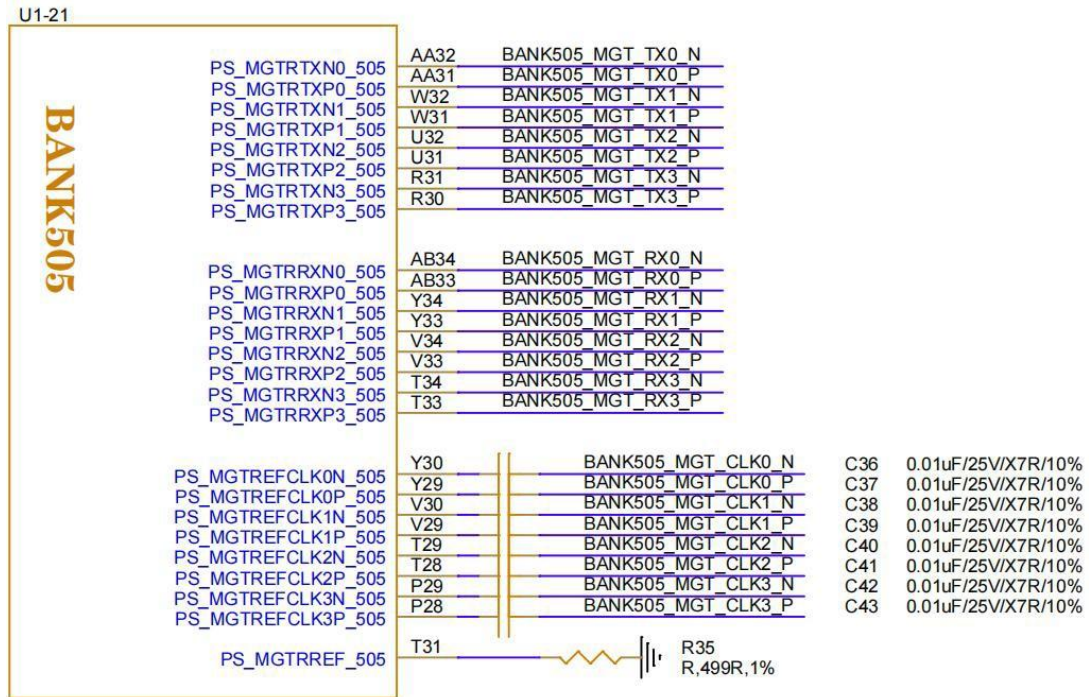 U1-21
BANK505
PS_MGTRTXN0_505 AA32 BANK505_MGT_TX0_N
PS_MGTRTXP0_505 AA31 BANK505_MGT_TX0_P
PS_MGTRTXN1_505 W32 BANK505_MGT_TX1_N
PS_MGTRTXP1_505 W31 BANK505_MGT_TX1_P
PS_MGTRTXN2_505 U32 BANK505_MGT_TX2_N
PS_MGTRTXP2_505 U31 BANK505_MGT_TX2_P
PS_MGTRTXN3_505 R31 BANK505_MGT_TX3_N
PS_MGTRTXP3_505 R30 BANK505_MGT_TX3_P
PS_MGTRRXN0_505 AB34 BANK505_MGT_RX0_N
PS_MGTRRXP0_505 AB33 BANK505_MGT_RX0_P
PS_MGTRRXN1_505 Y34 BANK505_MGT_RX1_N
PS_MGTRRXP1_505 Y33 BANK505_MGT_RX1_P
PS_MGTRRXN2_505 V34 BANK505_MGT_RX2_N
PS_MGTRRXP2_505 V33 BANK505_MGT_RX2_P
PS_MGTRRXN3_505 T34 BANK505_MGT_RX3_N
PS_MGTRRXP3_505 T33 BANK505_MGT_RX3_P
PS_MGTREFCLK0N_505 Y30 BANK505_MGT_CLK0_N C36 0.01uF/25V/X7R/10%
PS_MGTREFCLK0P_505 Y29 BANK505_MGT_CLK0_P C37 0.01uF/25V/X7R/10%
PS_MGTREFCLK1N_505 V30 BANK505_MGT_CLK1_N C38 0.01uF/25V/X7R/10%
PS_MGTREFCLK1P_505 V29 BANK505_MGT_CLK1_P C39 0.01uF/25V/X7R/10%
PS_MGTREFCLK2N_505 T29 BANK505_MGT_CLK2_N C40 0.01uF/25V/X7R/10%
PS_MGTREFCLK2P_505 T28 BANK505_MGT_CLK2_P C41 0.01uF/25V/X7R/10%
PS_MGTREFCLK3N_505 P29 BANK505_MGT_CLK3_N C42 0.01uF/25V/X7R/10%
PS_MGTREFCLK3P_505 P28 BANK505_MGT_CLK3_P C43 0.01uF/25V/X7R/10%
PS_MGTRREF_505 T31 R35
R,499R,1%